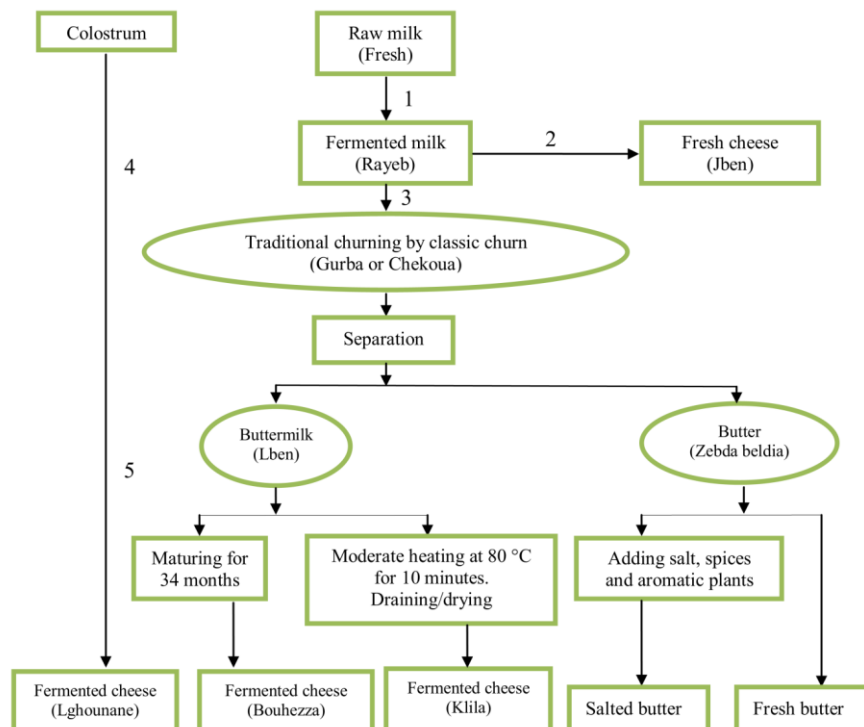 Colostrum
Raw milk
(Fresh)
1
Fermented milk
(Rayeb)
2
Fresh cheese
(Jben)
4
3
Traditional churning by classic churn
(Gurba or Chekoua)
Separation
Buttermilk
(Lben)
Butter
(Zebda beldia)
5
Maturing for
34 months
Moderate heating at 80 °C
for 10 minutes.
Draining/drying
Adding salt, spices
and aromatic plants
Fermented cheese
(Lghounane)
Fermented cheese
(Bouhezza)
Fermented cheese
(Klila)
Salted butter
Fresh butter